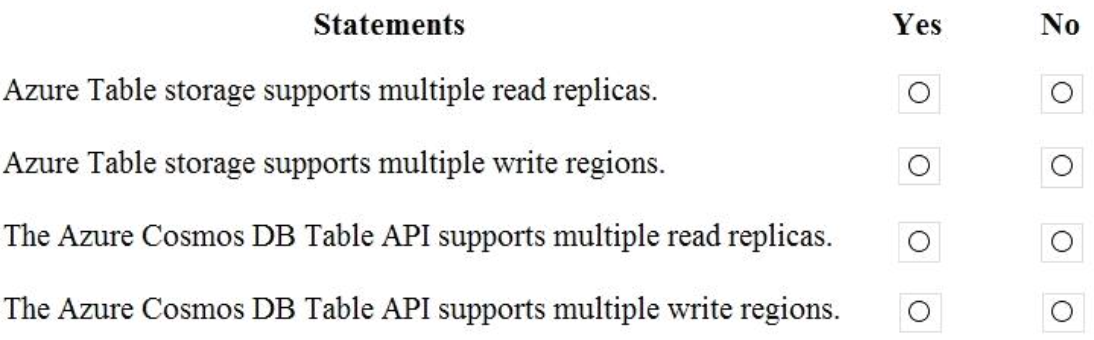 Statements Yes No
Azure Table storage supports multiple read replicas.
Azure Table storage supports multiple write regions.
The Azure Cosmos DB Table API supports multiple read replicas.
The Azure Cosmos DB Table API supports multiple write regions.